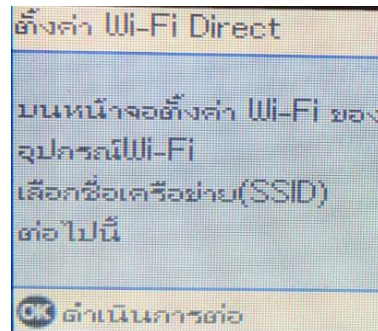 ตั้งค่า Wi-Fi Direct
บนหน้าจอตั้งค่า Wi-Fi ของ
อุปกรณ์Wi-Fi
เลือกชื่อเครือข่าย(SSID)
ต่อไปนี้
OK ดำเนินการต่อ